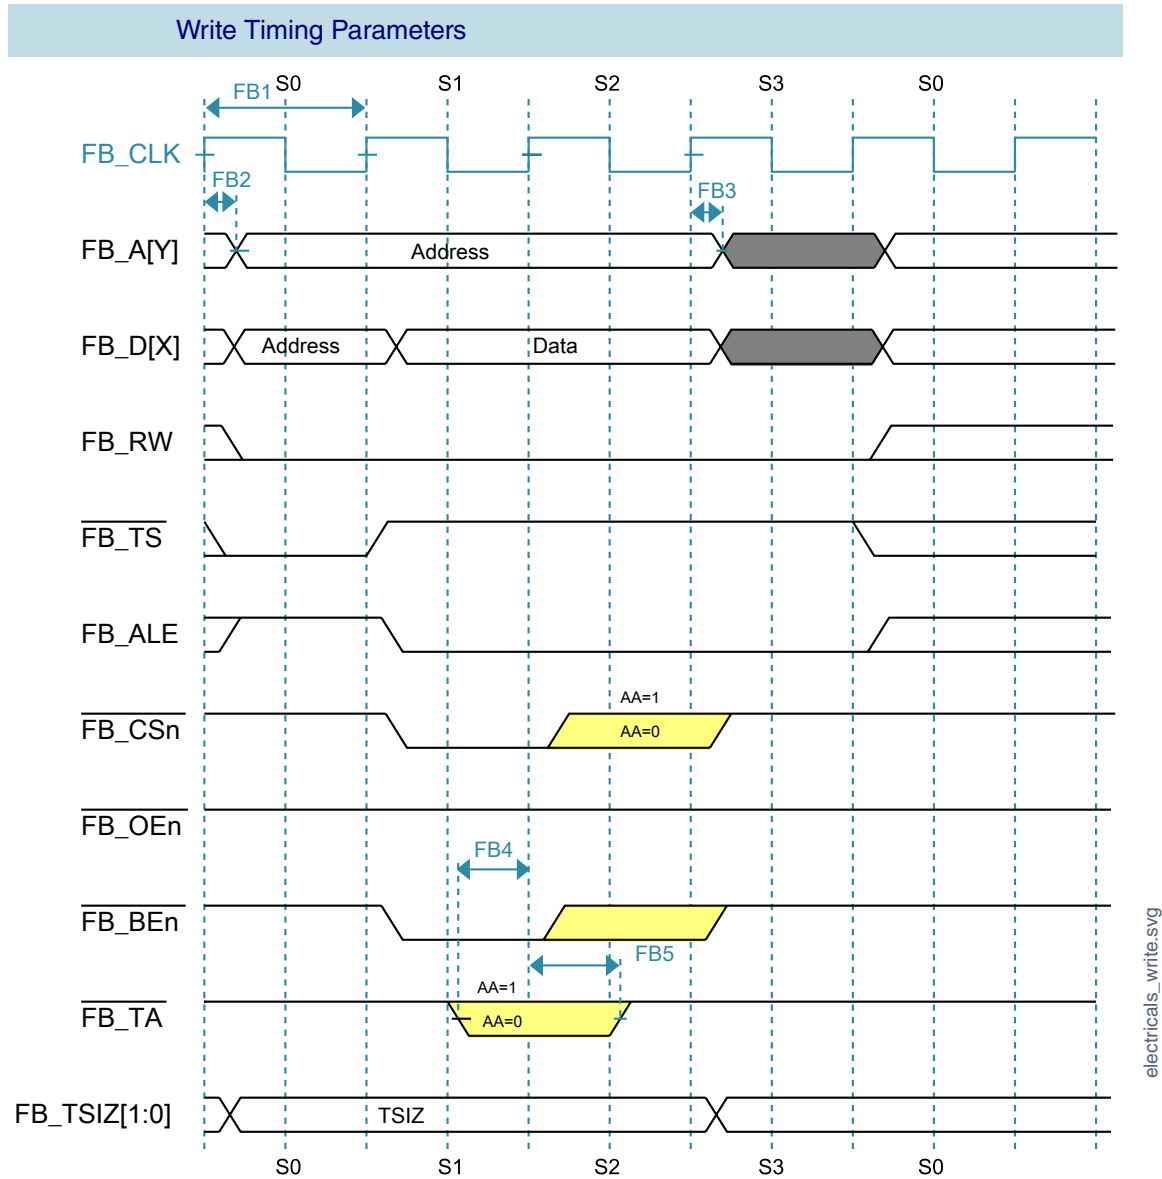 Write Timing Parameters
S0 S1 S2 S3 S0
FB1
FB_CLK
FB2
FB3
FB_A[Y]
Address
FB_D[X]
Address
Data
FB_RW
FB_TS
FB_ALE
AA=1
FB_CSn
AA=0
FB_OEn
FB4
FB_BEn
FB5
AA=1
FB_TA
AA=0
FB_TSIZ[1:0]
TSIZ
S0 S1 S2 S3 S0
electricals_write.svg